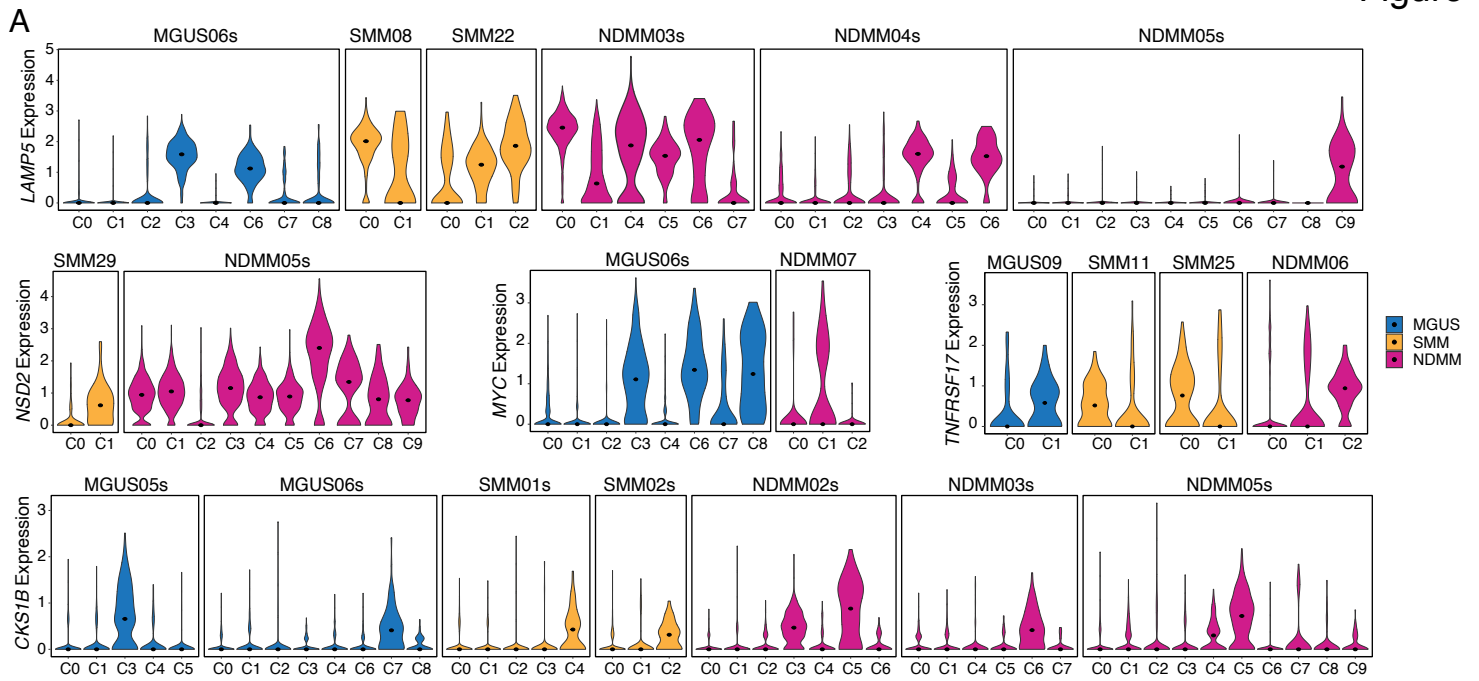 Figure
A
MGUS06s SMM08 SMM22 NDMM03s NDMM04s NDMM05s
LAMP5 Expression
5
4
3
2
1
0
C0 C1 C2 C3 C4 C6 C7 C8 C0 C1 C0 C1 C2 C0 C1 C4 C5 C6 C7 C0 C1 C2 C3 C4 C5 C6 C0 C1 C2 C3 C4 C5 C6 C7 C8 C9
SMM29 NDMM05s
NSD2 Expression
4
3
2
1
0
C0 C1 C0 C1 C2 C3 C4 C5 C6 C7 C8 C9
MGUS06s NDMM07
MYC Expression
3
2
1
0
C0 C1 C2 C3 C4 C6 C7 C8 C0 C1 C2
MGUS09 SMM11 SMM25 NDMM06
TNFRSF17 Expression
3
2
1
0
C0 C1 C0 C1 C0 C1 C0 C1 C2
MGUS
SMM
NDMM
MGUS05s MGUS06s SMM01s SMM02s NDMM02s NDMM03s NDMM05s
CKS1B Expression
3
2
1
0
C0 C1 C3 C4 C5 C0 C1 C2 C3 C4 C6 C7 C8 C0 C1 C2 C3 C4 C0 C1 C2 C0 C1 C2 C3 C4 C5 C6 C0 C1 C4 C5 C6 C7 C0 C1 C2 C3 C4 C5 C6 C7 C8 C9